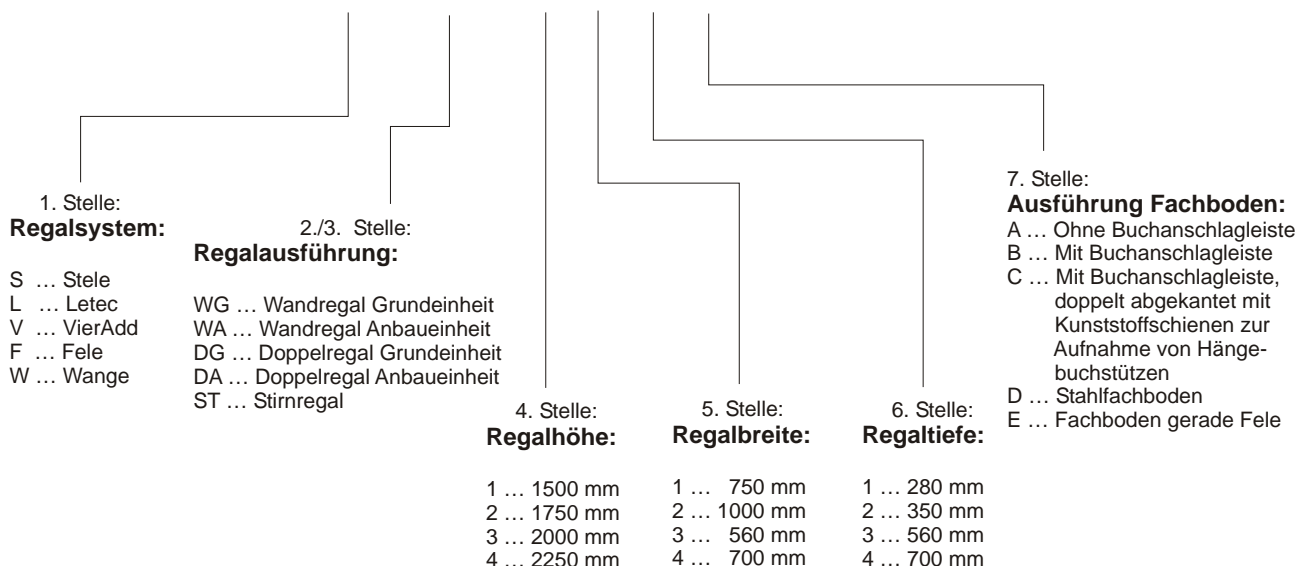 1. Stelle:
Regalsystem:
S … Stele
L … Letec
V … VierAdd
F … Fele
W … Wange
2./3. Stelle:
Regalausführung:
WG … Wandregal Grundeinheit
WA … Wandregal Anbaueinheit
DG … Doppelregal Grundeinheit
DA … Doppelregal Anbaueinheit
ST … Stirnregal
4. Stelle:
Regalhöhe:
1 … 1500 mm
2 … 1750 mm
3 … 2000 mm
4 … 2250 mm
5. Stelle:
Regalbreite:
1 … 750 mm
2 … 1000 mm
3 … 560 mm
4 … 700 mm
6. Stelle:
Regaltiefe:
1 … 280 mm
2 … 350 mm
3 … 560 mm
4 … 700 mm
7. Stelle:
Ausführung Fachboden:
A … Ohne Buchanschlagleiste
B … Mit Buchanschlagleiste
C … Mit Buchanschlagleiste,
doppelt abgekantet mit
Kunststoffschienen zur
Aufnahme von Hänge-
buchstützen
D … Stahlfachboden
E … Fachboden gerade Fele